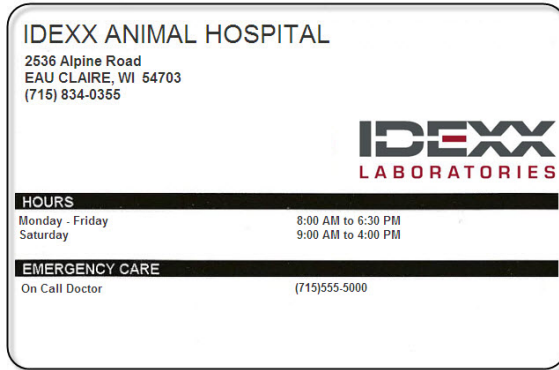 IDEXX ANIMAL HOSPITAL
2536 Alpine Road
EAU CLAIRE, WI 54703
(715) 834-0355
IDEXX
LABORATORIES
HOURS
Monday - Friday 8:00 AM to 6:30 PM
Saturday 9:00 AM to 4:00 PM
EMERGENCY CARE
On Call Doctor (715)555-5000